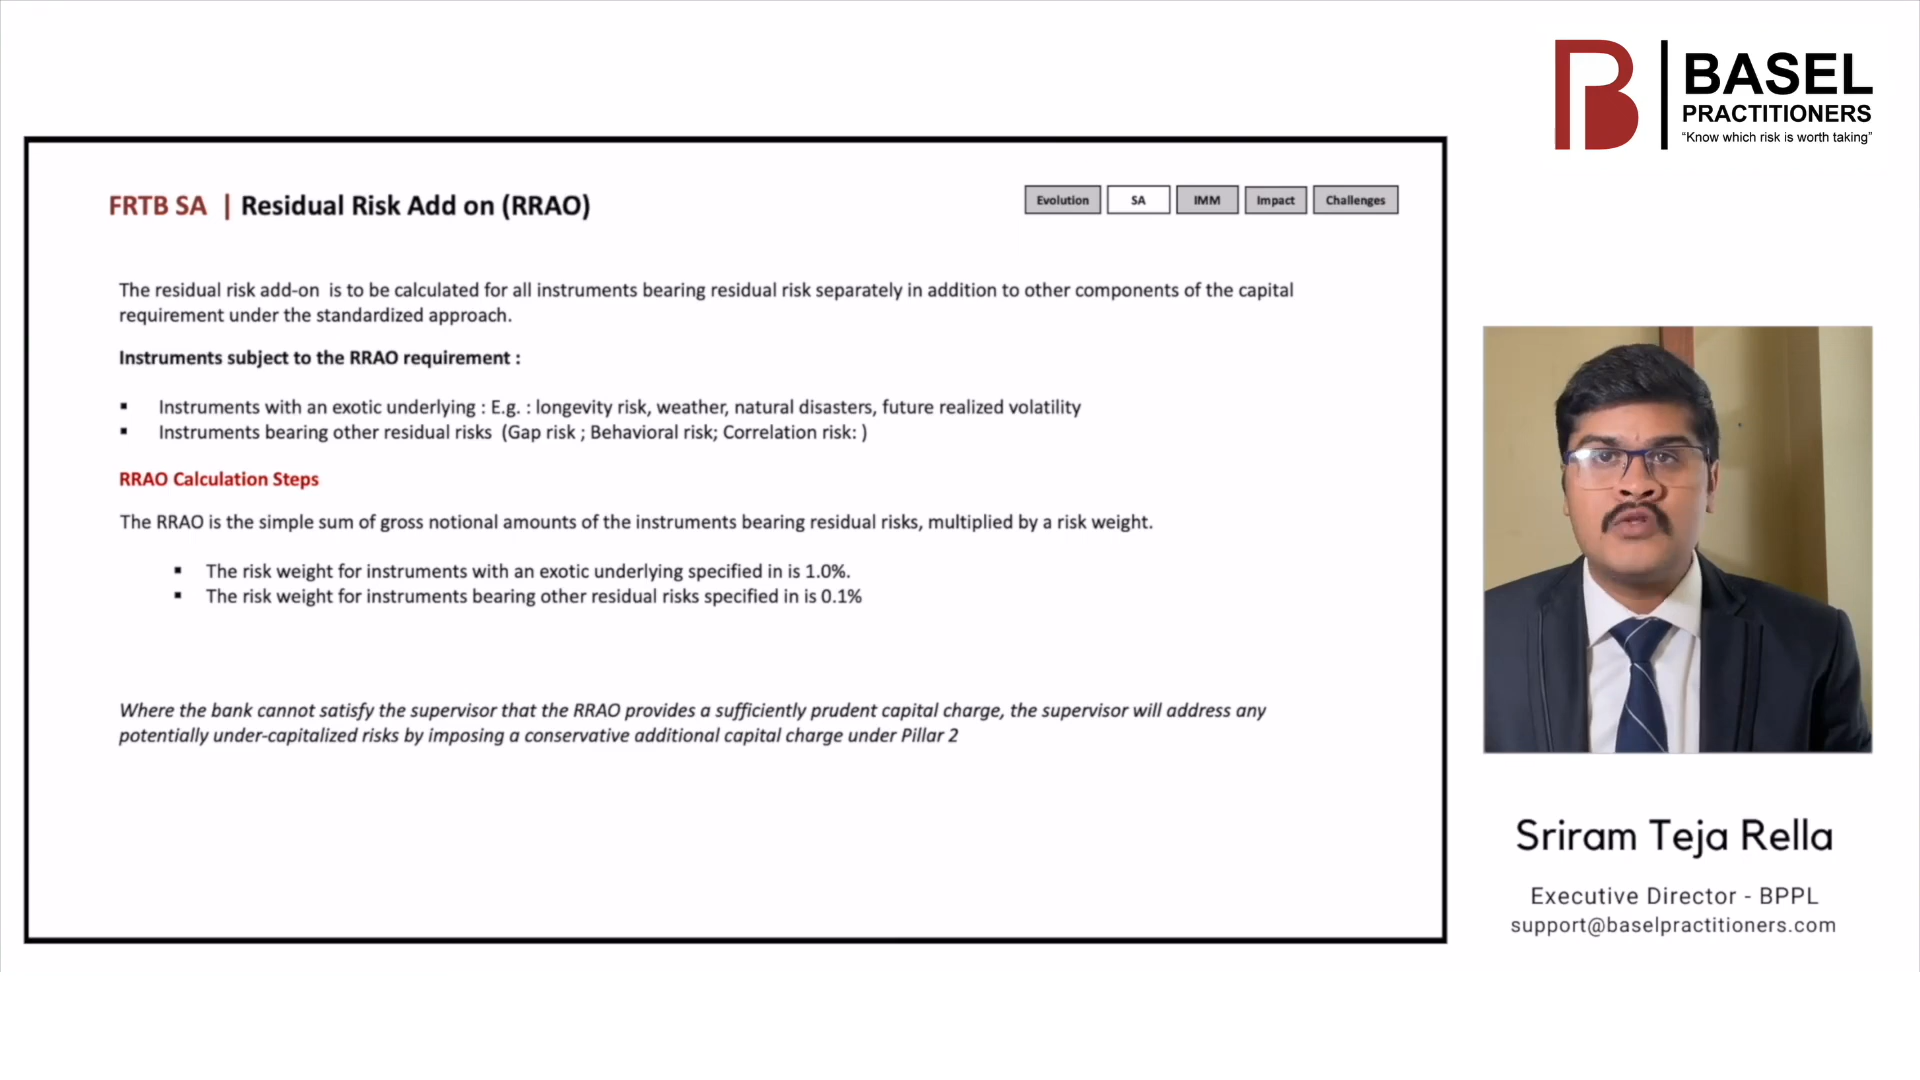 BASEL
PRACTITIONERS
“Know which risk is worth taking”
FRTB SA | Residual Risk Add on (RRAO)
Evolution SA IMM Impact Challenges
The residual risk add-on is to be calculated for all instruments bearing residual risk separately in addition to other components of the capital
requirement under the standardized approach.
Instruments subject to the RRAO requirement :
▪ Instruments with an exotic underlying : E.g. : longevity risk, weather, natural disasters, future realized volatility
▪ Instruments bearing other residual risks (Gap risk ; Behavioral risk; Correlation risk: )
RRAO Calculation Steps
The RRAO is the simple sum of gross notional amounts of the instruments bearing residual risks, multiplied by a risk weight.
▪ The risk weight for instruments with an exotic underlying specified in is 1.0%.
▪ The risk weight for instruments bearing other residual risks specified in is 0.1%
Where the bank cannot satisfy the supervisor that the RRAO provides a sufficiently prudent capital charge, the supervisor will address any
potentially under-capitalized risks by imposing a conservative additional capital charge under Pillar 2
Sriram Teja Rella
Executive Director - BPPL
support@baselpractitioners.com